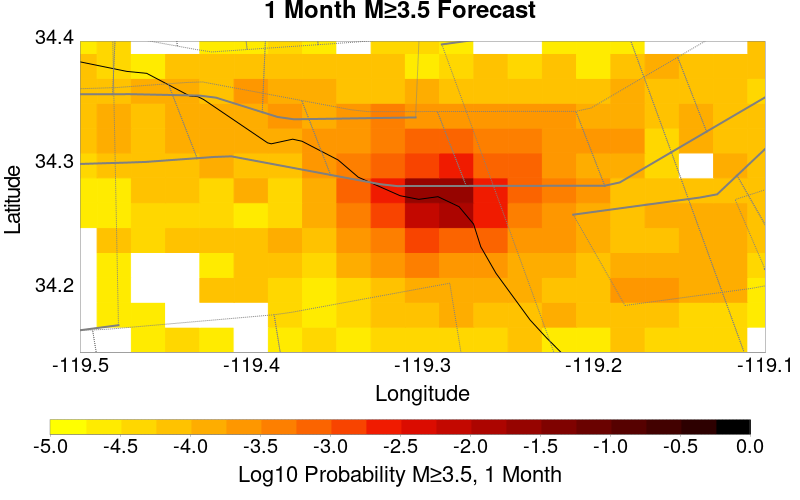 1 Month M≥3.5 Forecast
34.4
34.3
34.2
Latitude
-119.5 -119.4 -119.3 -119.2 -119.1
Longitude
-5.0 -4.5 -4.0 -3.5 -3.0 -2.5 -2.0 -1.5 -1.0 -0.5 0.0
Log10 Probability M≥3.5, 1 Month